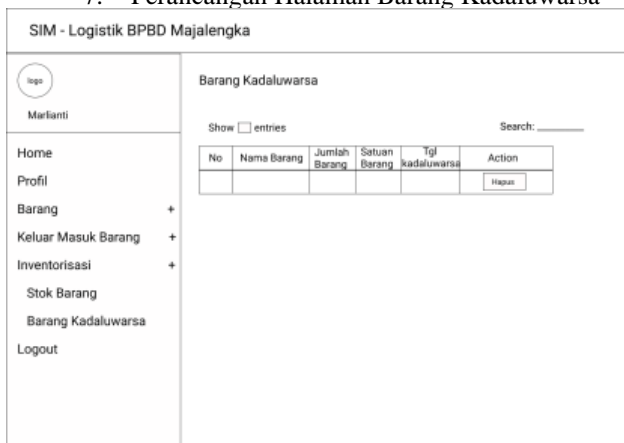 7. Perancangan Halaman Barang Kadaluwarsa
SIM - Logistik BPBD Majalengka
logo
Marlianti
Home
Profil
Barang +
Keluar Masuk Barang +
Inventorisasi +
Stok Barang
Barang Kadaluwarsa
Logout
Barang Kadaluwarsa
Show entries
Search:
No Nama Barang Jumlah Barang Satuan Barang Tgl kadaluwarsa Action
Hapus